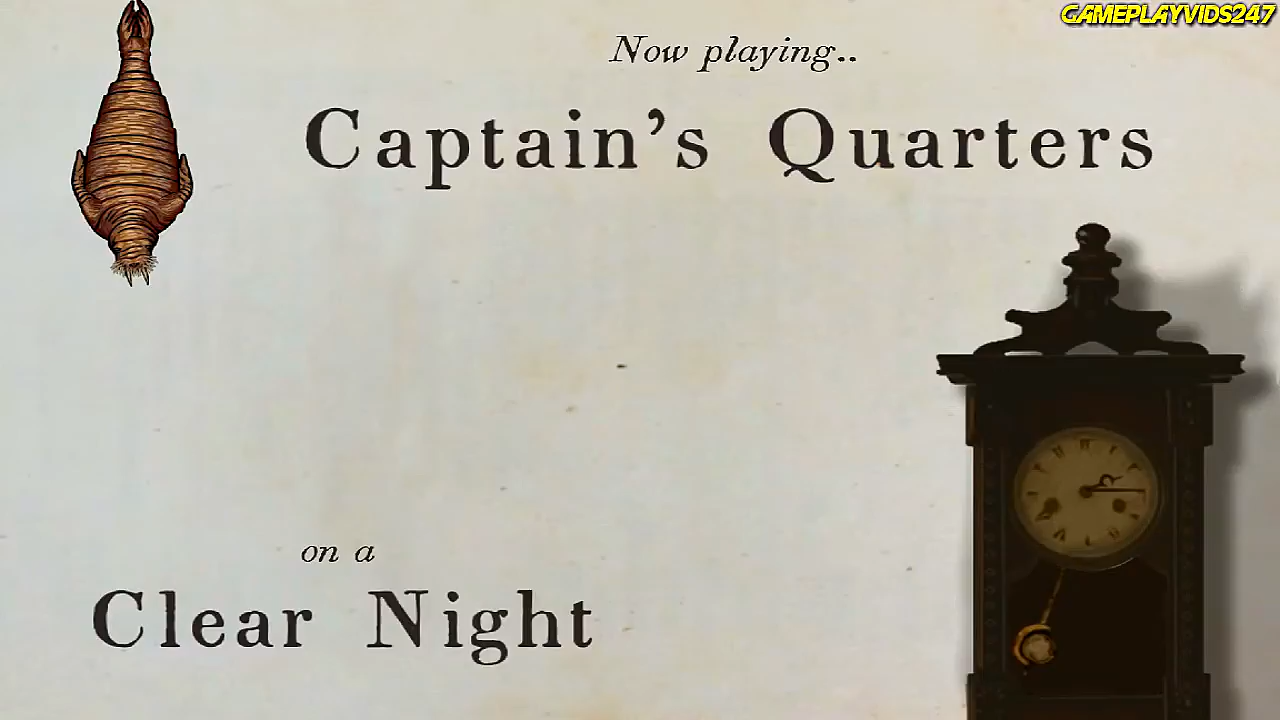 GAMEPLAYVIDS247
Now playing..
Captain's Quarters
on a
Clear Night